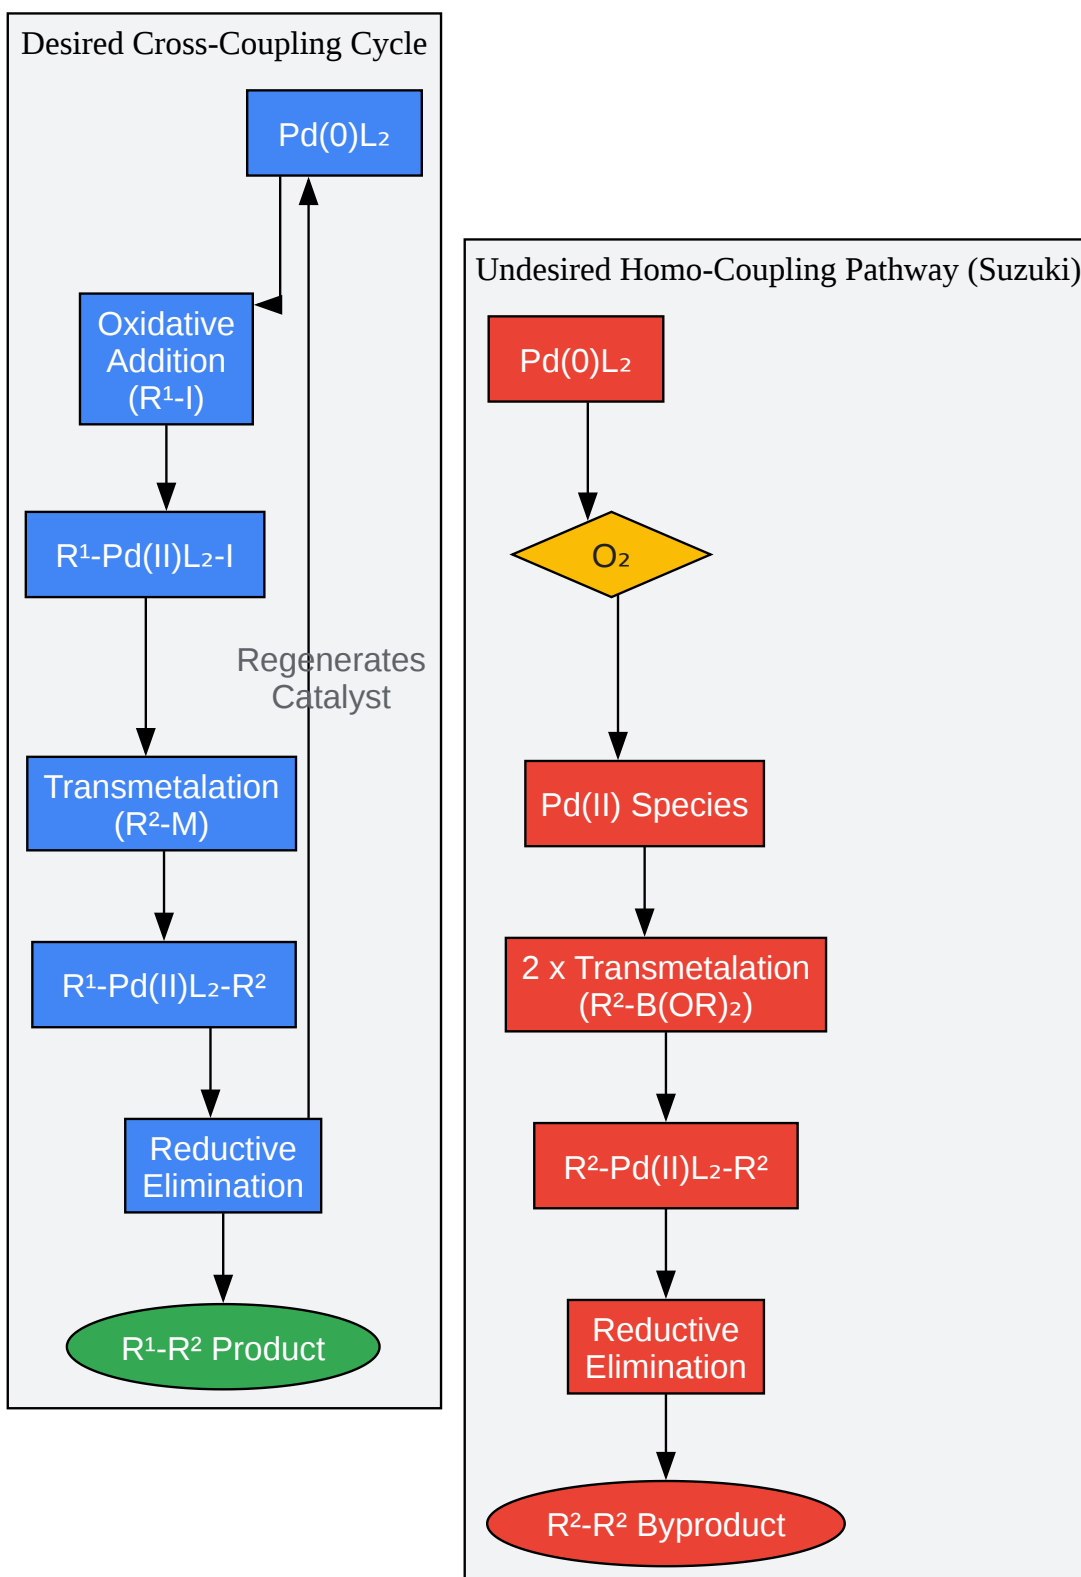 Desired Cross-Coupling Cycle
Pd(0)L₂
Oxidative
Addition
(R¹-I)
R¹-Pd(II)L₂-I
Regenerates
Catalyst
Transmetalation
(R²-M)
R¹-Pd(II)L₂-R²
Reductive
Elimination
R¹-R² Product
Undesired Homo-Coupling Pathway (Suzuki)
Pd(0)L₂
O₂
Pd(II) Species
2 x Transmetalation
(R²-B(OR)₂)
R²-Pd(II)L₂-R²
Reductive
Elimination
R²-R² Byproduct